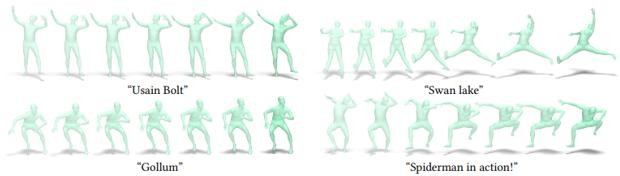 “Usain Bolt”
“Swan lake”
“Gollum”
“Spiderman in action!”